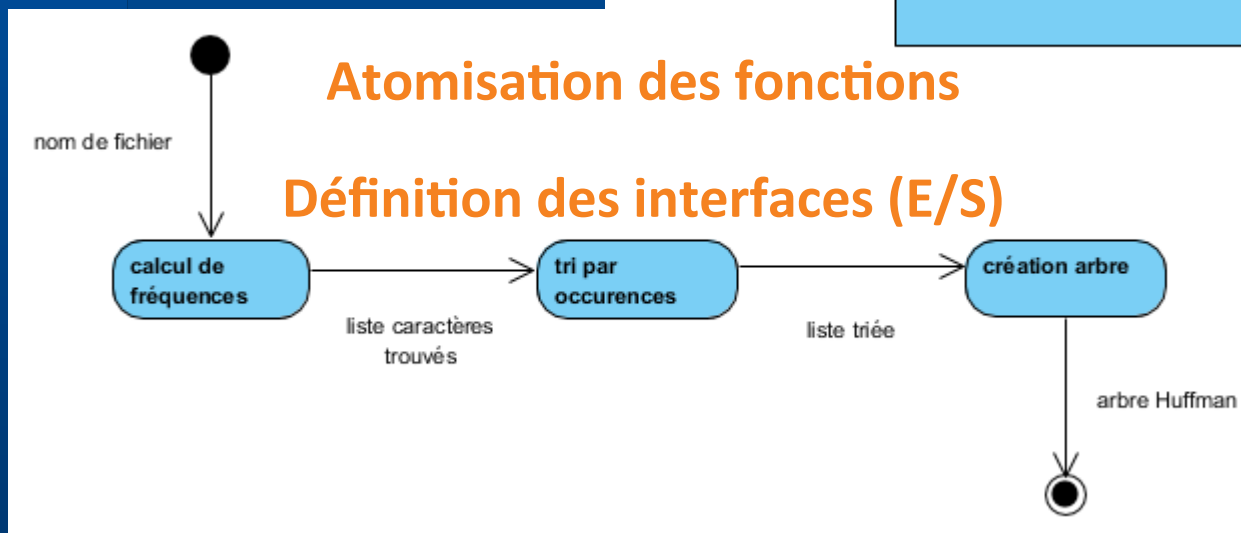 Atomisation des fonctions
nom de fichier
Définition des interfaces (E/S)
calcul de
fréquences
tri par
occurences
création arbre
liste caractères
trouvés
liste triée
arbre Huffman